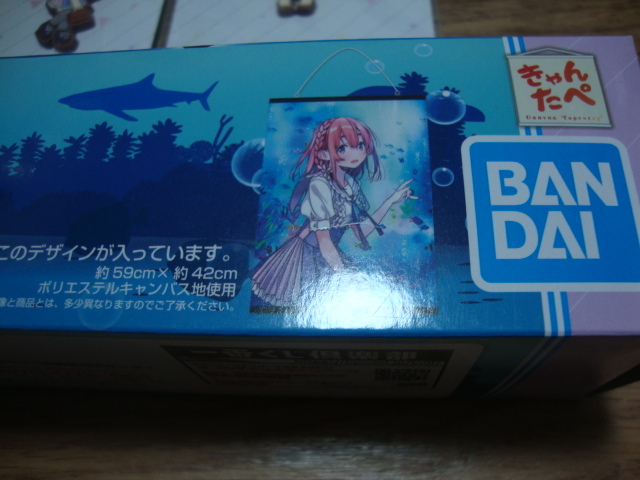 きゃん
たぺ
Canvas Tapestry
BAN
DAI
このデザインが入っています。
約59cm×約42cm
ポリエステルキャンバス地使用
像と商品とは、多少異なりますのでご了承ください。
一番くじ倶楽部